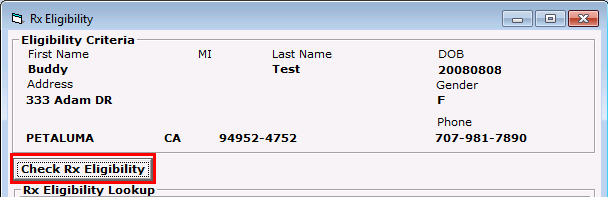 Rx Eligibility
Eligibility Criteria
First Name MI Last Name DOB
Buddy Test 20080808
Address Gender
333 Adam DR F
Phone
PETALUMA CA 94952-4752 707-981-7890
Check Rx Eligibility
Rx Eligibility Lookup